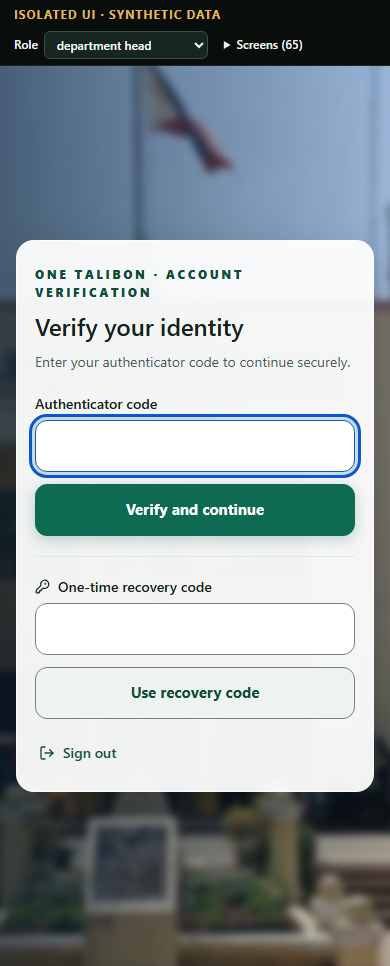 ISOLATED UI · SYNTHETIC DATA
Role department head ▶ Screens (65)
ONE TALIBON · ACCOUNT
VERIFICATION
Verify your identity
Enter your authenticator code to continue securely.
Authenticator code
Verify and continue
One-time recovery code
Use recovery code
Sign out